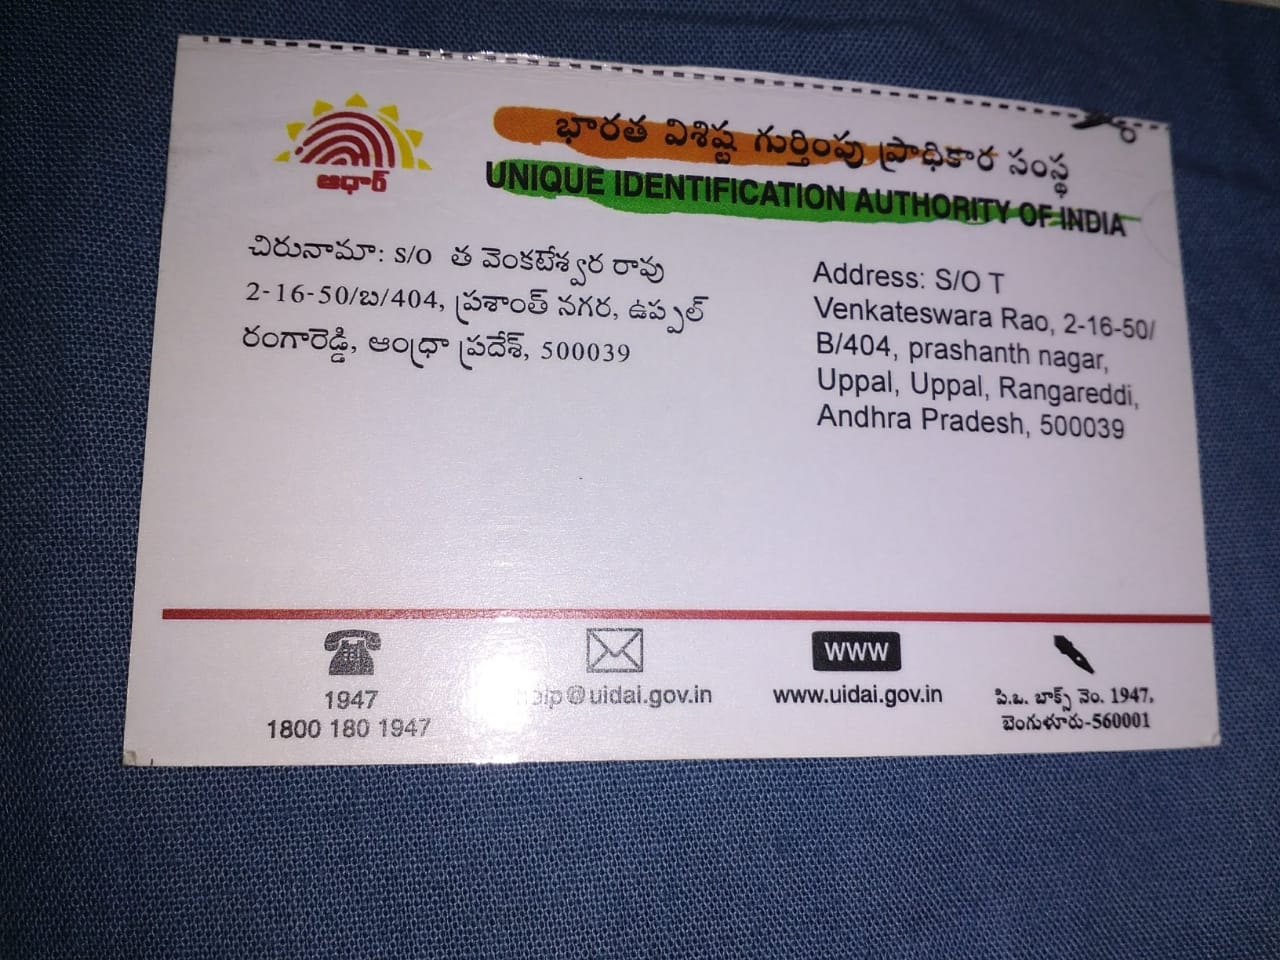 ఆధార్
భారత విశిష్ట గుర్తింపు ప్రాధికార సంస్థ
UNIQUE IDENTIFICATION AUTHORITY OF INDIA
చిరునామా: S/O త వెంకటేశ్వర రావు
2-16-50/బ/404, ప్రశాంత్ నగర, ఉప్పల్
రంగారెడ్డి, ఆంధ్రా ప్రదేశ్, 500039
Address: S/O T
Venkateswara Rao, 2-16-50/
B/404, prashanth nagar,
Uppal, Uppal, Rangareddi,
Andhra Pradesh, 500039
1947
1800 180 1947
help@uidai.gov.in
WWW
www.uidai.gov.in
పి.ఒ. బాక్స్ నెం. 1947,
బెంగుళూరు-560001